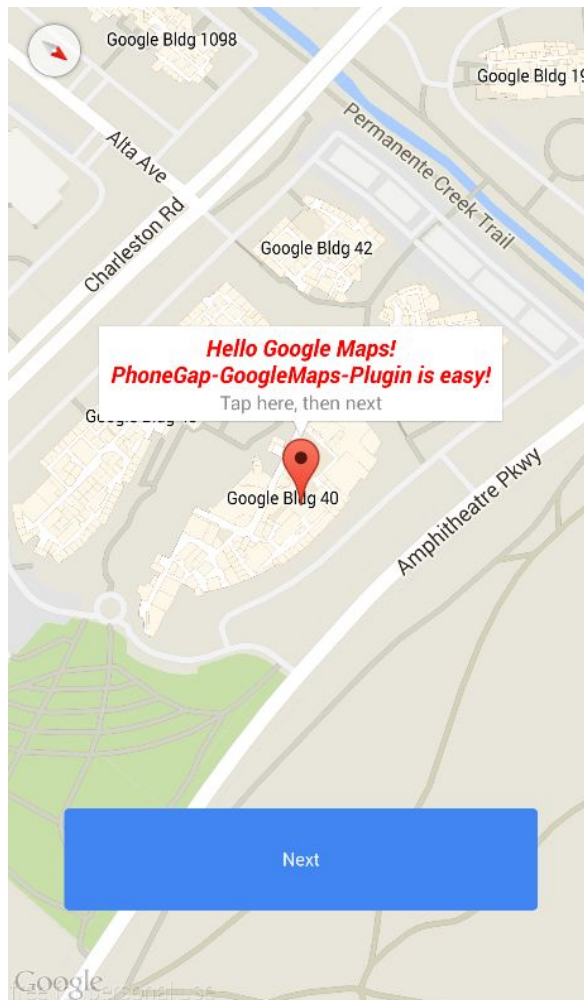 Google Bldg 1098
Google Bldg 19
Alta Ave
Permanente Creek Trail
Charleston Rd
Google Bldg 42
Hello Google Maps!
PhoneGap-GoogleMaps-Plugin is easy!
Tap here, then next
Google Bldg 40
Amphitheatre Pkwy
Next
Google